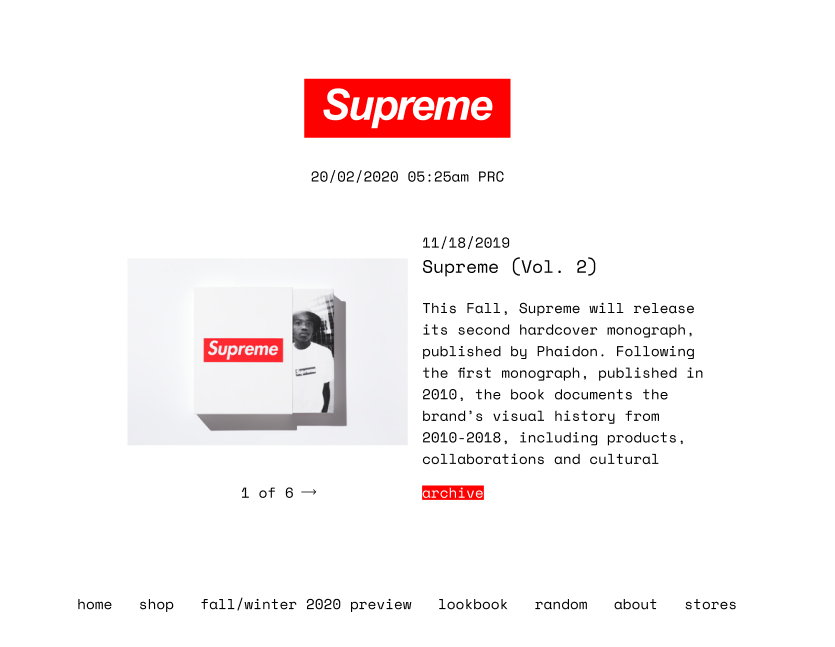 Supreme
20/02/2020 05:25am PRC
11/18/2019
Supreme (Vol. 2)
Supreme
This Fall, Supreme will release
its second hardcover monograph,
published by Phaidon. Following
the first monograph, published in
2010, the book documents the
brand's visual history from
2010-2018, including products,
collaborations and cultural
1 of 6 →
archive
home shop fall/winter 2020 preview lookbook random about stores